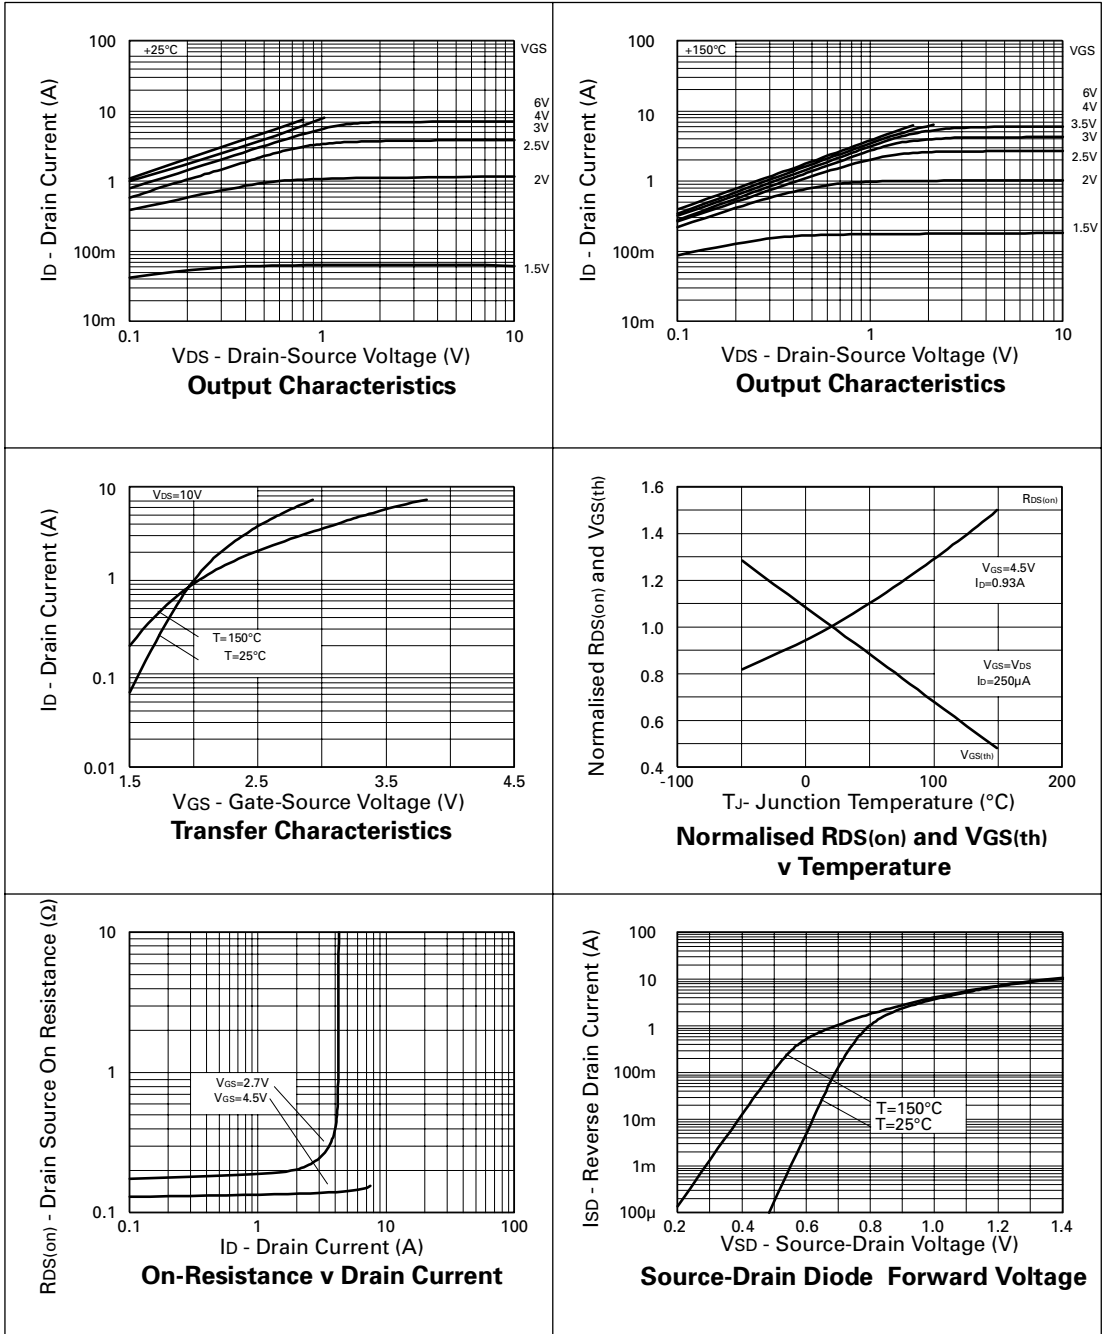 100
+25°C
VGS
10
6V
4V
3V
2.5V
1
2V
100m
1.5V
10m
0.1
1
10
ID - Drain Current (A)
VDS - Drain-Source Voltage (V)
Output Characteristics
100
+150°C
VGS
6V
4V
10
3.5V
3V
2.5V
1
2V
1.5V
100m
10m
0.1
1
10
ID - Drain Current (A)
VDS - Drain-Source Voltage (V)
Output Characteristics
10
VDS=10V
1
T=150°C
T=25°C
0.1
0.01
1.5
2.5
3.5
4.5
ID - Drain Current (A)
VGS - Gate-Source Voltage (V)
Transfer Characteristics
1.6
RDS(on)
1.4
VGS=4.5V
ID=0.93A
1.2
1.0
0.8
VGS=VDS
ID=250µA
0.6
VGS(th)
0.4
-100
0
100
200
Normalised RDS(on) and VGS(th)
TJ- Junction Temperature (°C)
Normalised RDS(on) and VGS(th)
v Temperature
10
1
VGS=2.7V
VGS=4.5V
0.1
0.1
1
10
100
RDS(on) - Drain Source On Resistance (Ω)
ID - Drain Current (A)
On-Resistance v Drain Current
100
10
1
100m
T=150°C
T=25°C
10m
1m
100µ
0.2
0.4
0.6
0.8
1.0
1.2
1.4
ISD - Reverse Drain Current (A)
VSD - Source-Drain Voltage (V)
Source-Drain Diode Forward Voltage